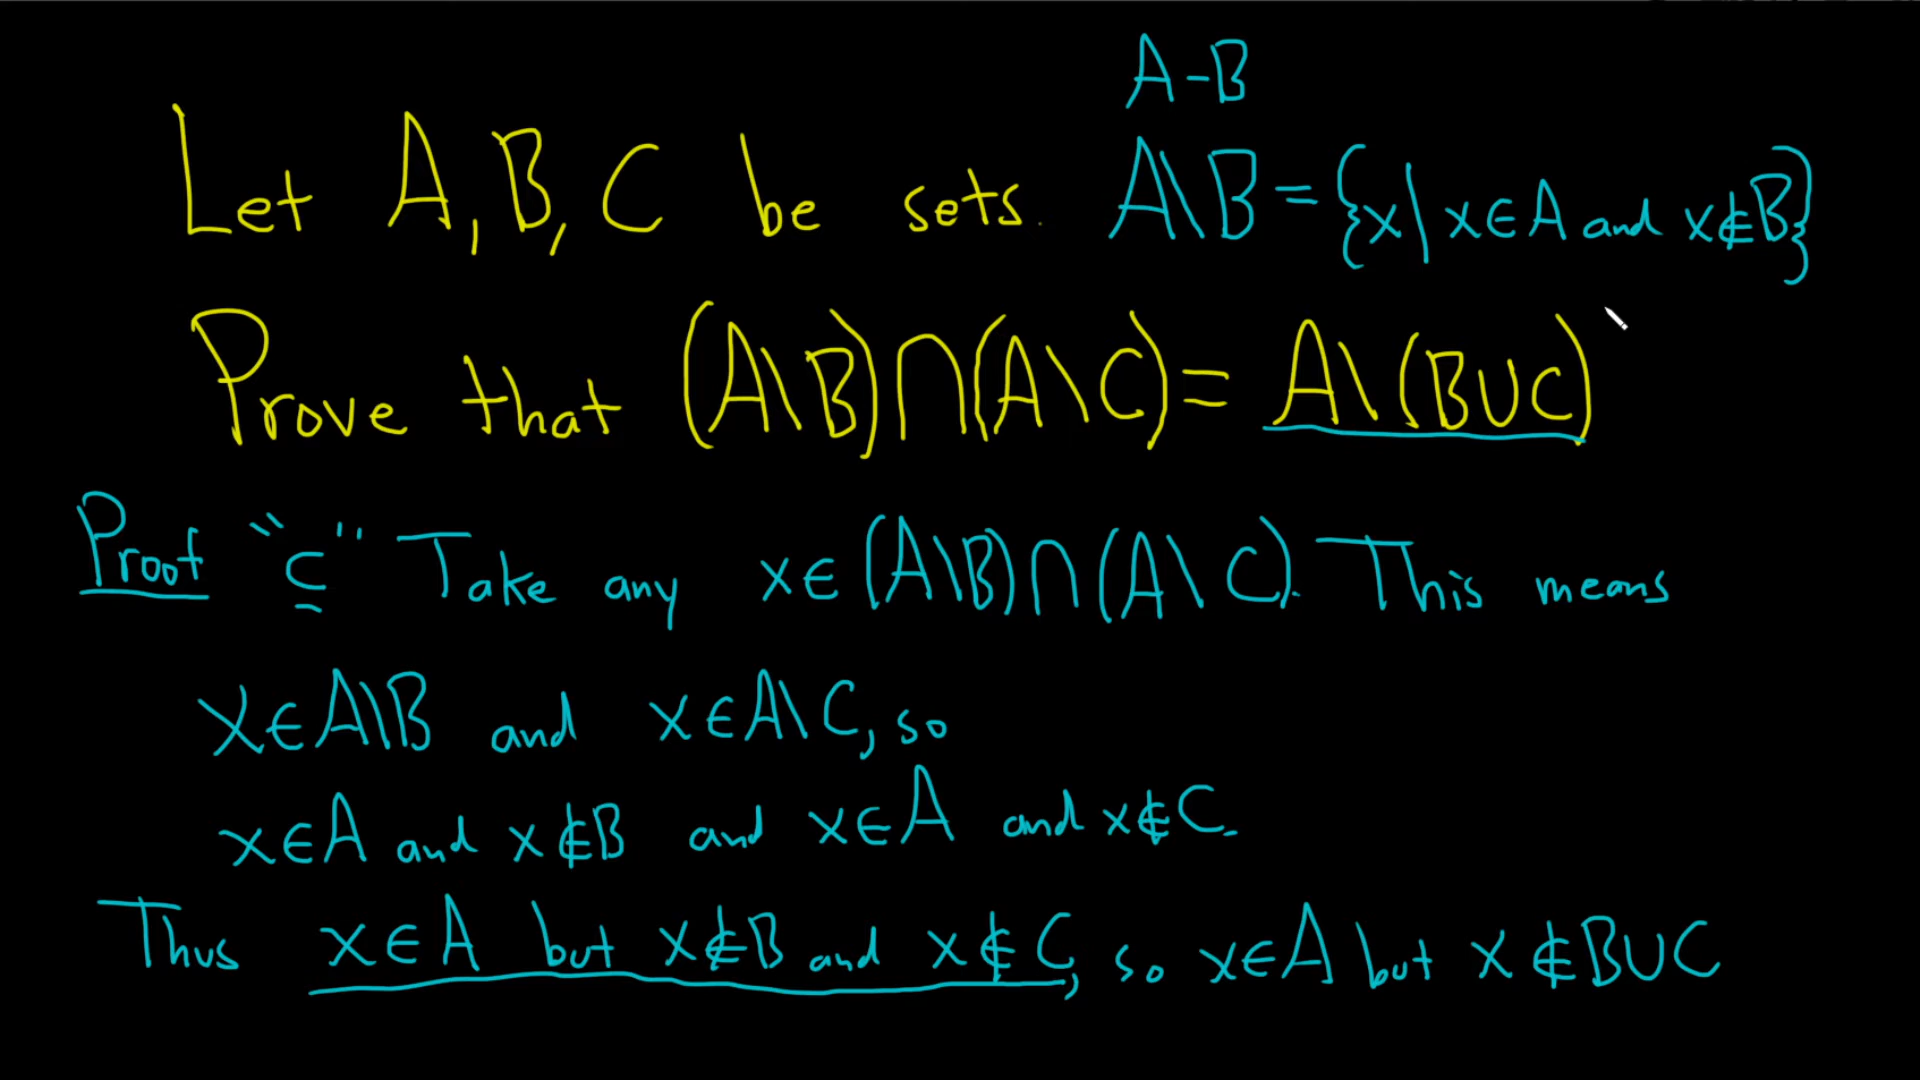 A-B
Let A, B, C be sets. A\B = {x | x∈A and x∉B}
Prove that (A\B)∩(A\C) = A\(B∪C)
Proof "⊆" Take any x∈(A\B)∩(A\C). This means
x∈A\B and x∈A\C, so
x∈A and x∉B and x∈A and x∉C.
Thus x∈A but x∉B and x∉C, so x∈A but x∉B∪C